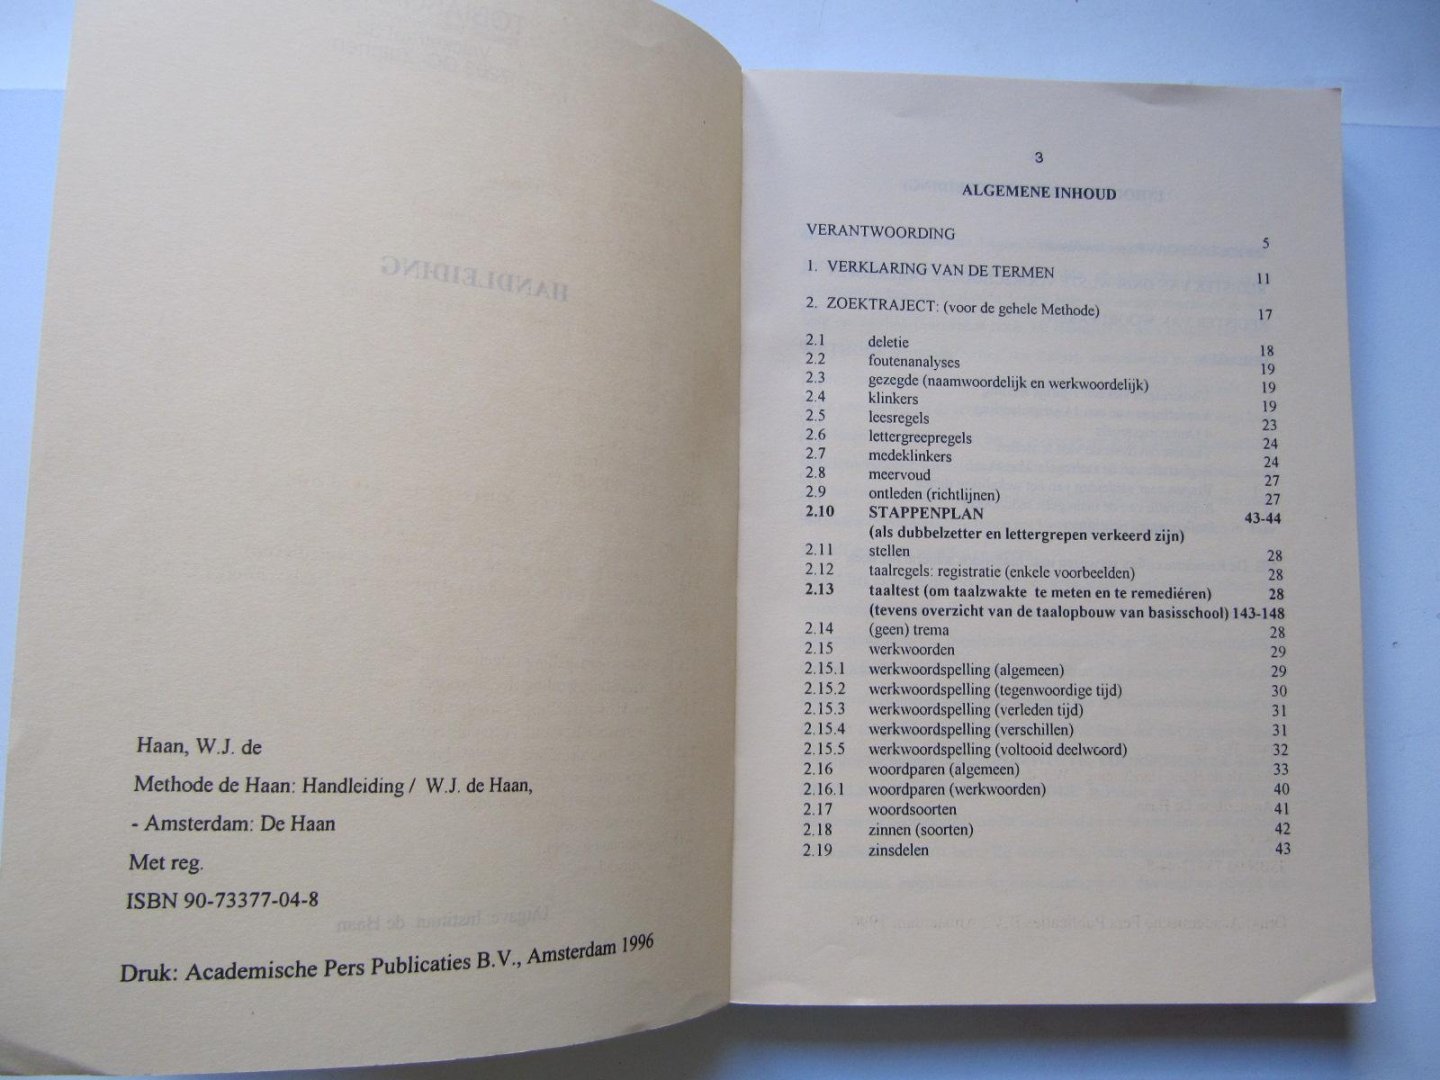 HANDLEIDING
Haan, W.J. de
Methode de Haan: Handleiding / W.J. de Haan,
- Amsterdam: De Haan
Met reg.
ISBN 90-73377-04-8
Uitgave Instituut de Haan
Druk: Academische Pers Publicaties B.V., Amsterdam 1996
3
ALGEMENE INHOUD
VERANTWOORDING 5
1. VERKLARING VAN DE TERMEN 11
2. ZOEKTRAJECT: (voor de gehele Methode) 17
2.1 deletie 18
2.2 foutenanalyses 19
2.3 gezegde (naamwoordelijk en werkwoordelijk) 19
2.4 klinkers 19
2.5 leesregels 23
2.6 lettergreepregels 24
2.7 medeklinkers 24
2.8 meervoud 27
2.9 ontleden (richtlijnen) 27
2.10 STAPPENPLAN 43-44
(als dubbelzetter en lettergrepen verkeerd zijn)
2.11 stellen 28
2.12 taalregels: registratie (enkele voorbeelden) 28
2.13 taaltest (om taalzwakte te meten en te remediéren) 28
(tevens overzicht van de taalopbouw van basisschool) 143-148
2.14 (geen) trema 28
2.15 werkwoorden 29
2.15.1 werkwoordspelling (algemeen) 29
2.15.2 werkwoordspelling (tegenwoordige tijd) 30
2.15.3 werkwoordspelling (verleden tijd) 31
2.15.4 werkwoordspelling (verschillen) 31
2.15.5 werkwoordspelling (voltooid deelwoord) 32
2.16 woordparen (algemeen) 33
2.16.1 woordparen (werkwoorden) 40
2.17 woordsoorten 41
2.18 zinnen (soorten) 42
2.19 zinsdelen 43